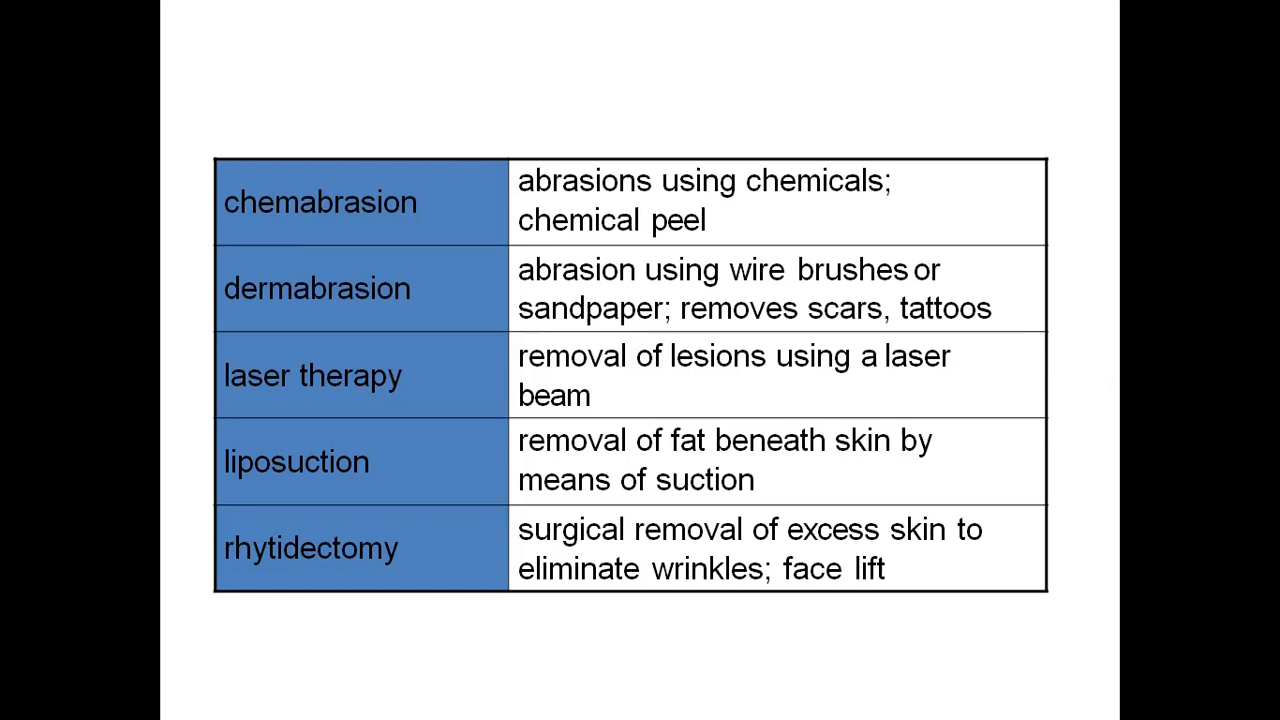 chemabrasion
abrasions using chemicals;
chemical peel
dermabrasion
abrasion using wire brushes or
sandpaper; removes scars, tattoos
laser therapy
removal of lesions using a laser
beam
liposuction
removal of fat beneath skin by
means of suction
rhytidectomy
surgical removal of excess skin to
eliminate wrinkles; face lift